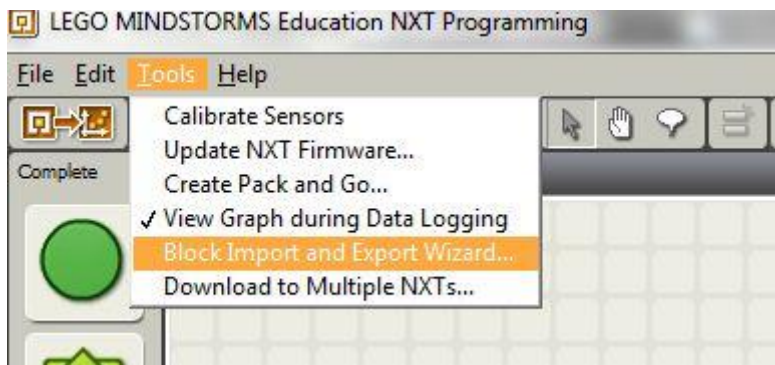 LEGO MINDSTORMS Education NXT Programming
File Edit Tools Help
Complete
Calibrate Sensors
Update NXT Firmware...
Create Pack and Go...
✓ View Graph during Data Logging
Block Import and Export Wizard...
Download to Multiple NXTs...